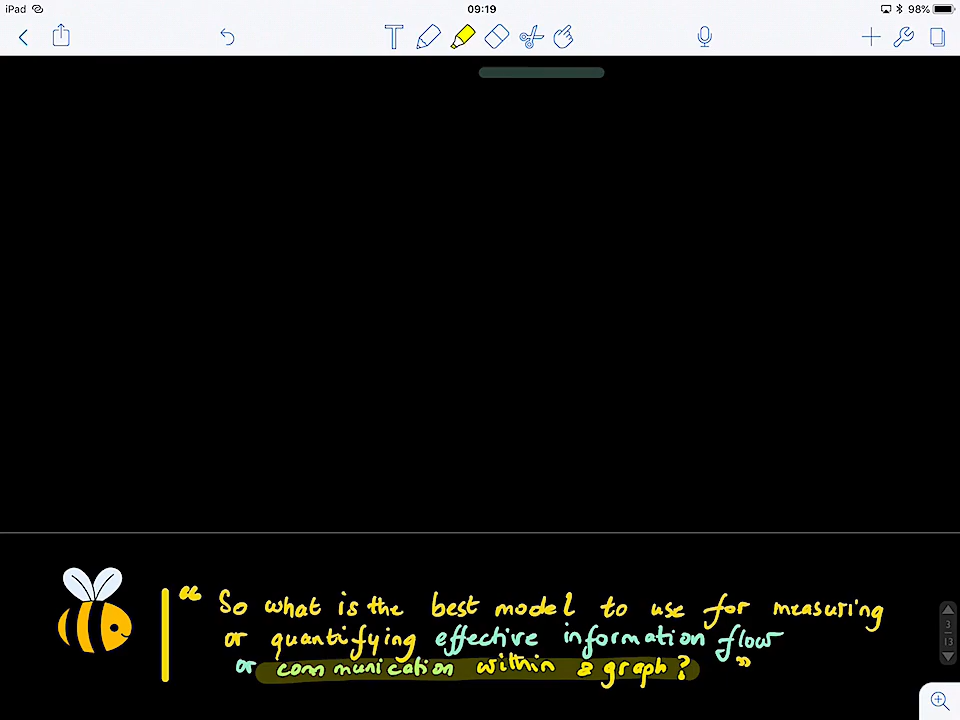 iPad 09:19 98%
T
3
13
“ So what is the best model to use for measuring
or quantifying effective information flow
or communication within a graph? ”